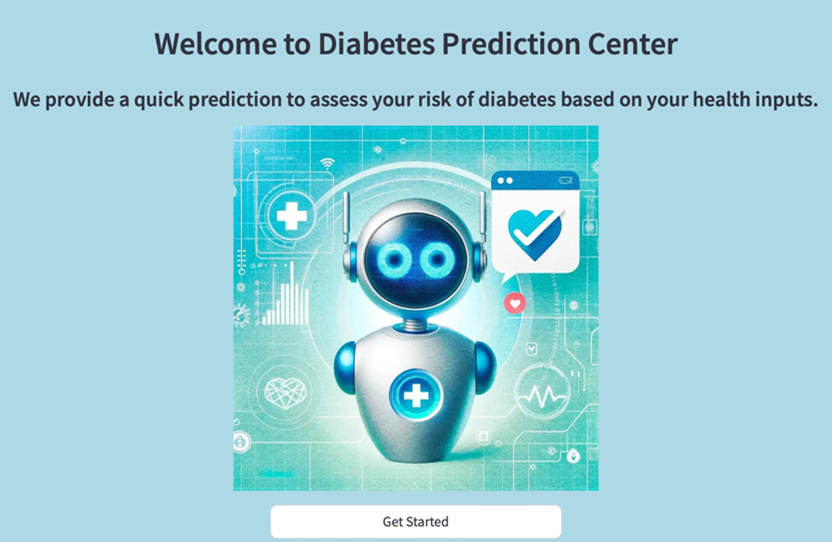 Welcome to Diabetes Prediction Center
We provide a quick prediction to assess your risk of diabetes based on your health inputs.
Get Started